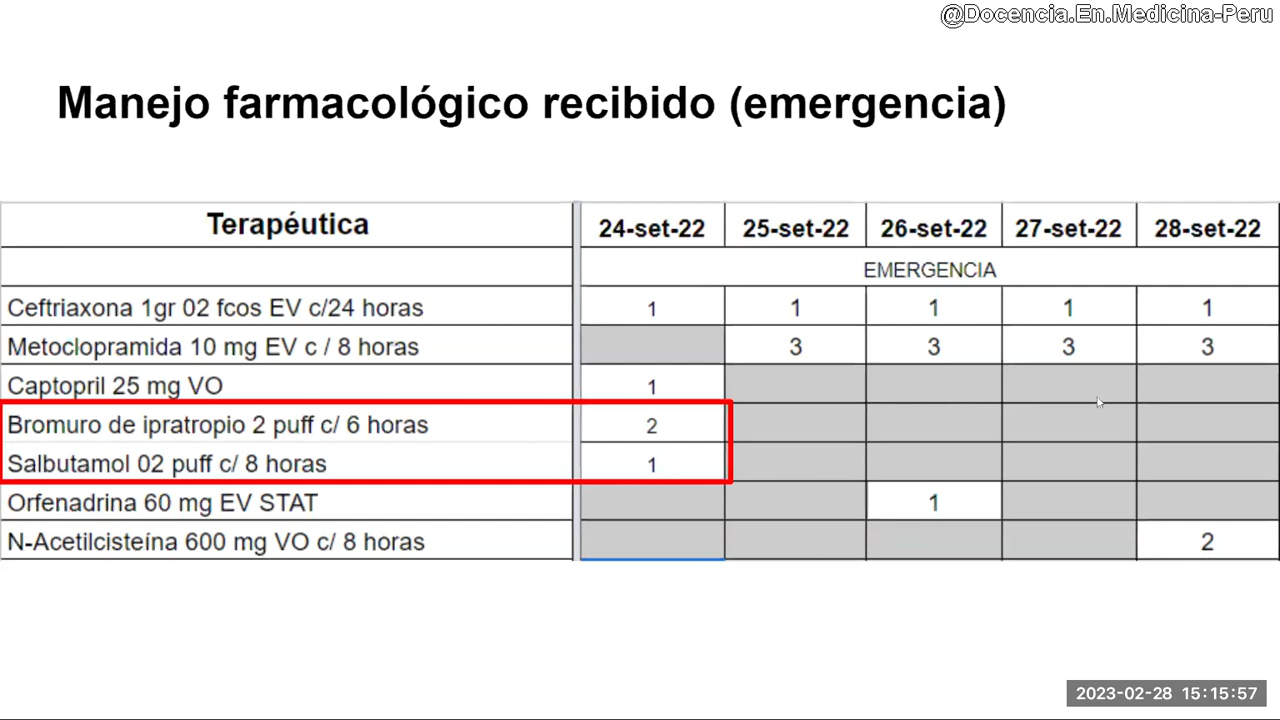 @Docencia.En.Medicina-Peru
Manejo farmacológico recibido (emergencia)
Terapéutica 24-set-22 25-set-22 26-set-22 27-set-22 28-set-22
EMERGENCIA
Ceftriaxona 1gr 02 fcos EV c/24 horas 1 1 1 1 1
Metoclopramida 10 mg EV c / 8 horas 3 3 3 3
Captopril 25 mg VO 1
Bromuro de ipratropio 2 puff c/ 6 horas 2
Salbutamol 02 puff c/ 8 horas 1
Orfenadrina 60 mg EV STAT 1
N-Acetilcisteína 600 mg VO c/ 8 horas 2
2023-02-28 15:15:57